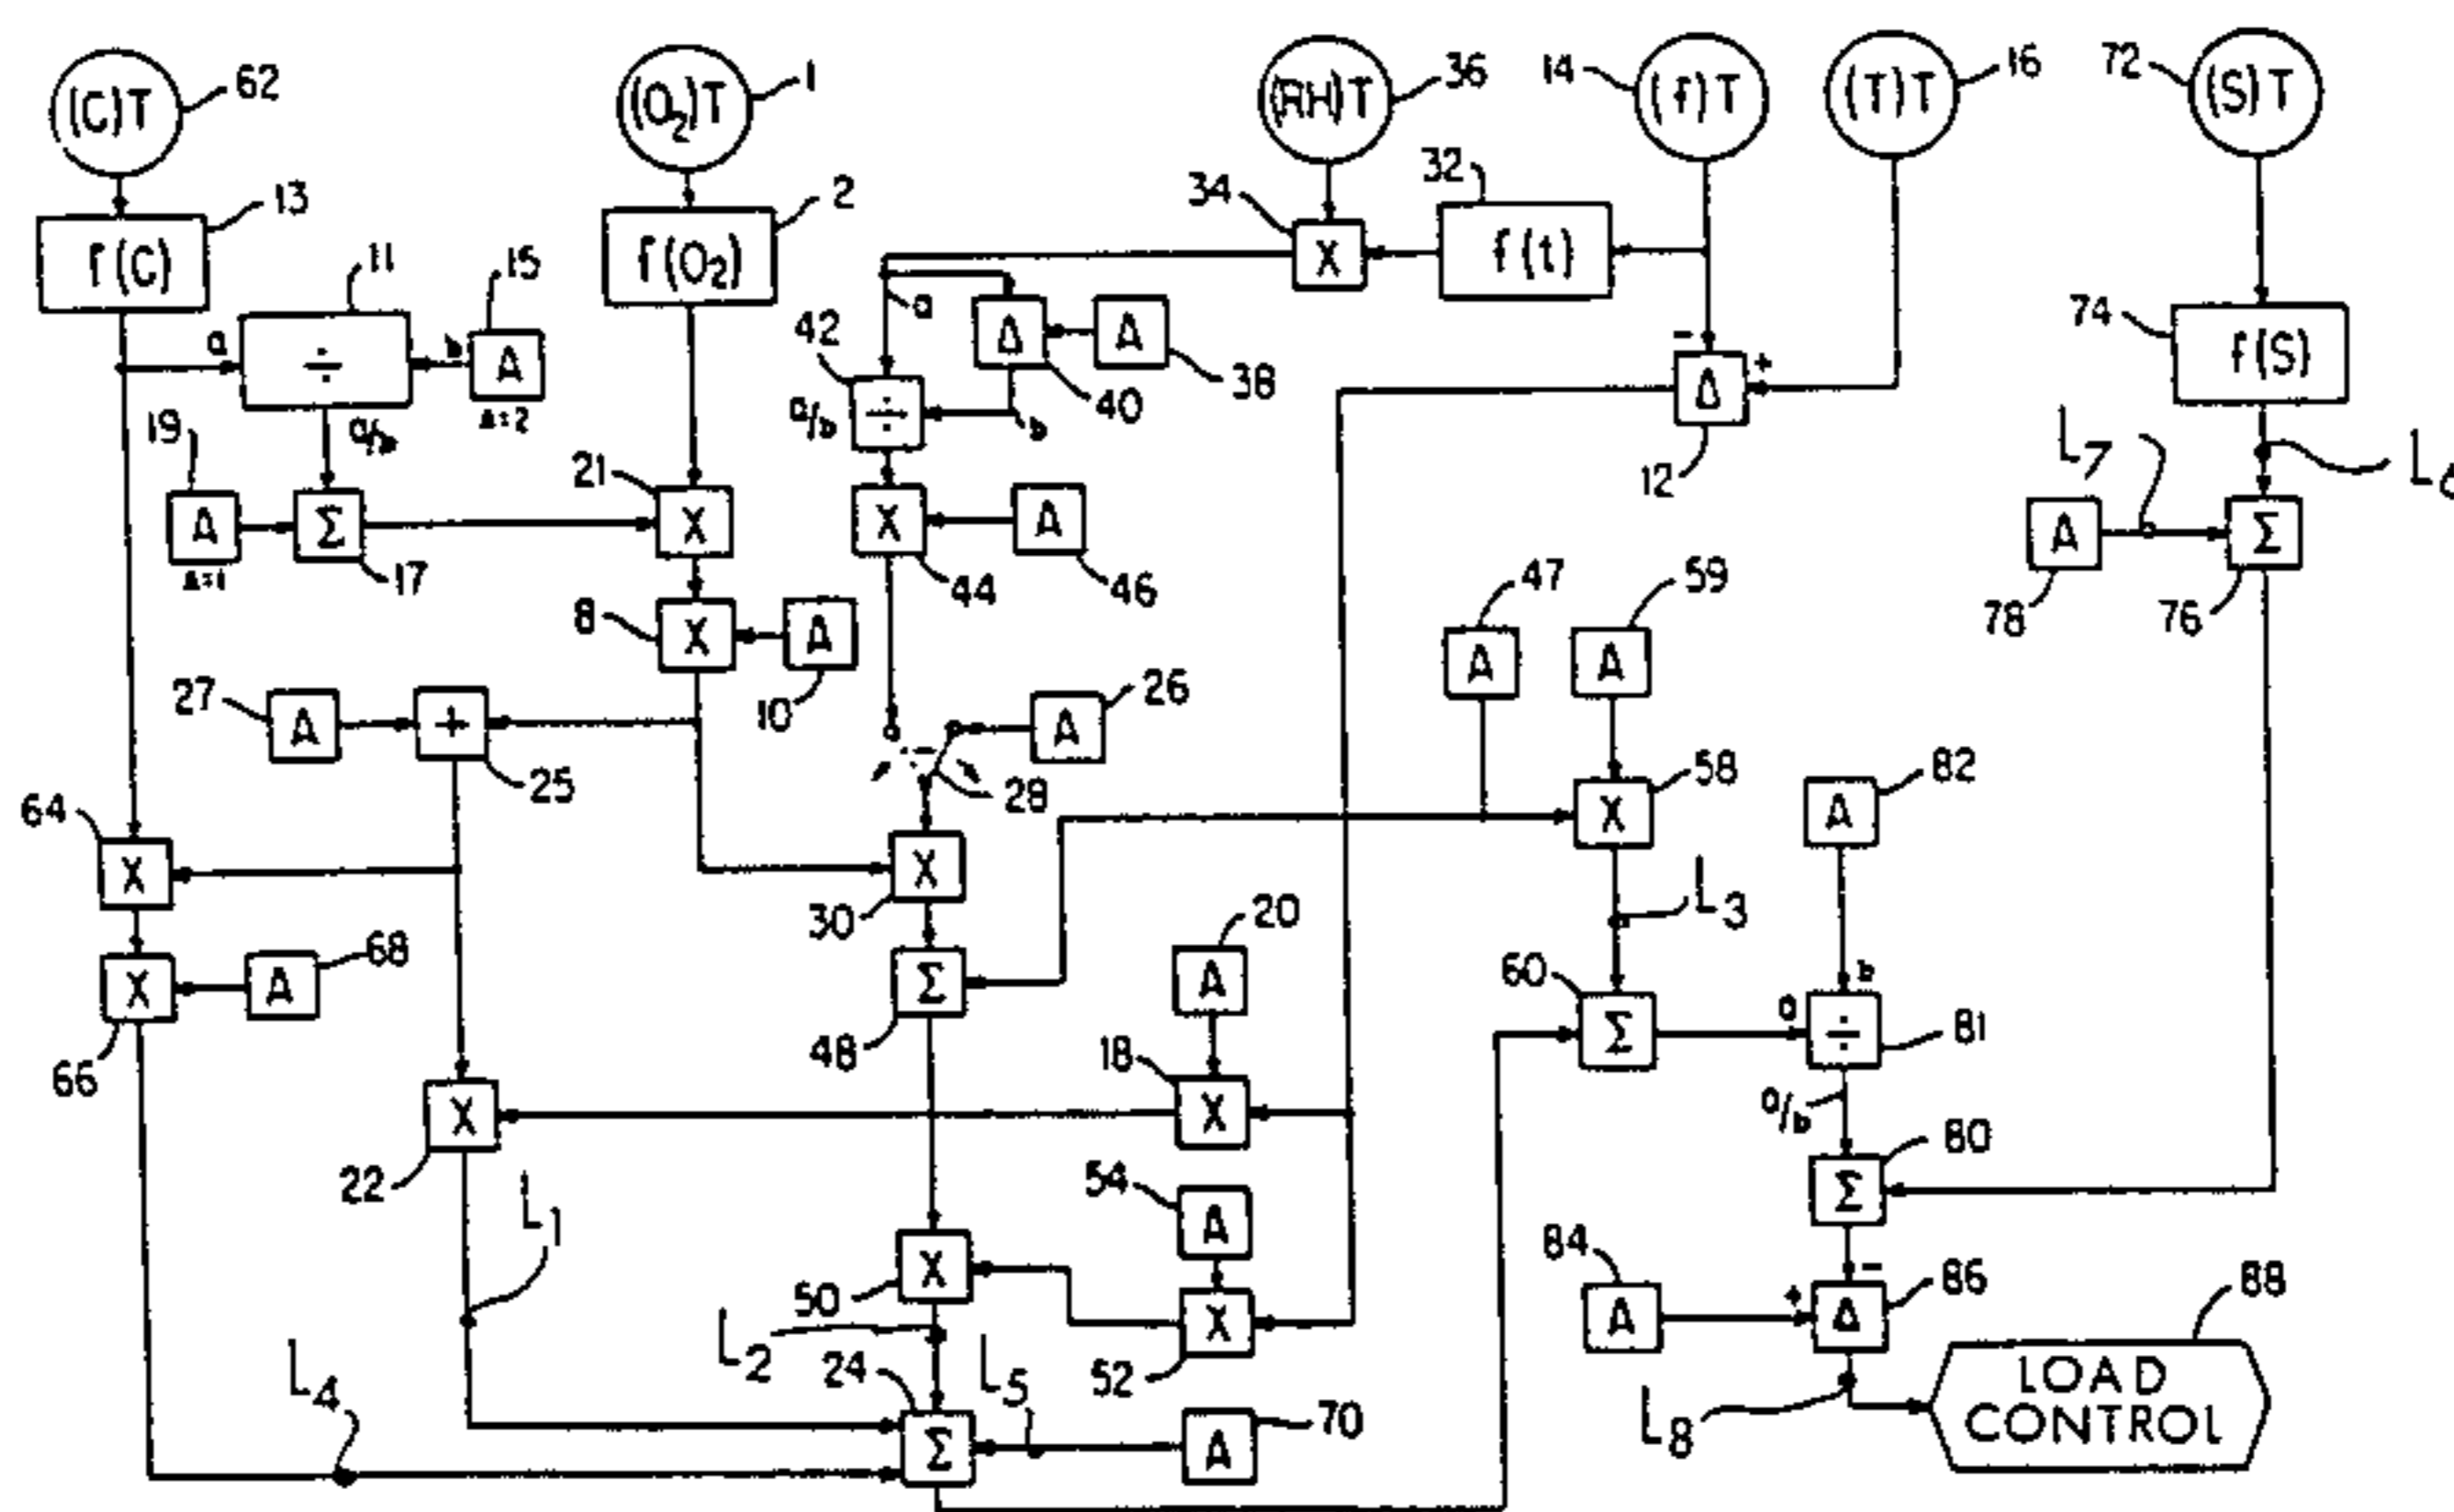 (C)T 62
(O2)T 1
(RH)T 36
14 (f)T
(T)T 16
72 (S)T
f(C) 13
f(O2) 2
34 X
32 f(t)
74 f(S)
a ÷ 11 b A 15
A=2
a/b
a
42 ÷ a/b
Δ 40 b
A 38
- Δ + 12
19 A
A=1
Σ 17
21 X
X 44
A 46
L7
L6
A 78
Σ 76
8 X
A 10
47 A
59 A
27 A
+ 25
A 26
28
X 58
82 A
64 X
30 X
L3
X 66
A 68
Σ 48
20 A
60 Σ
a b ÷ 81
a/b
22 X
18 X
54 A
Σ 80
L1
50 X
52 X
84 A
+ - Δ 86
88
LOAD
CONTROL
L2
24 Σ
L5
A 70
L4
L8